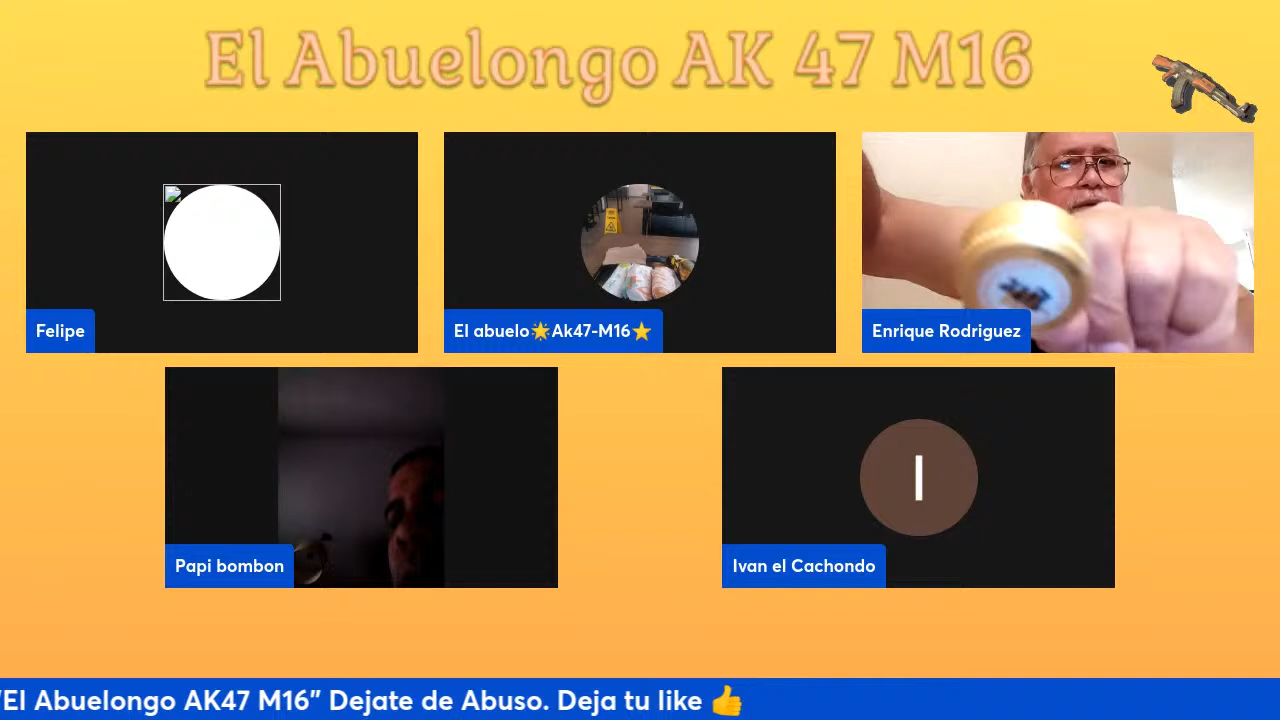 El Abuelongo AK 47 M16
Felipe
El abuelo🌟Ak47-M16⭐
Enrique Rodriguez
Papi bombon
I
Ivan el Cachondo
"El Abuelongo AK47 M16" Dejate de Abuso. Deja tu like 👍